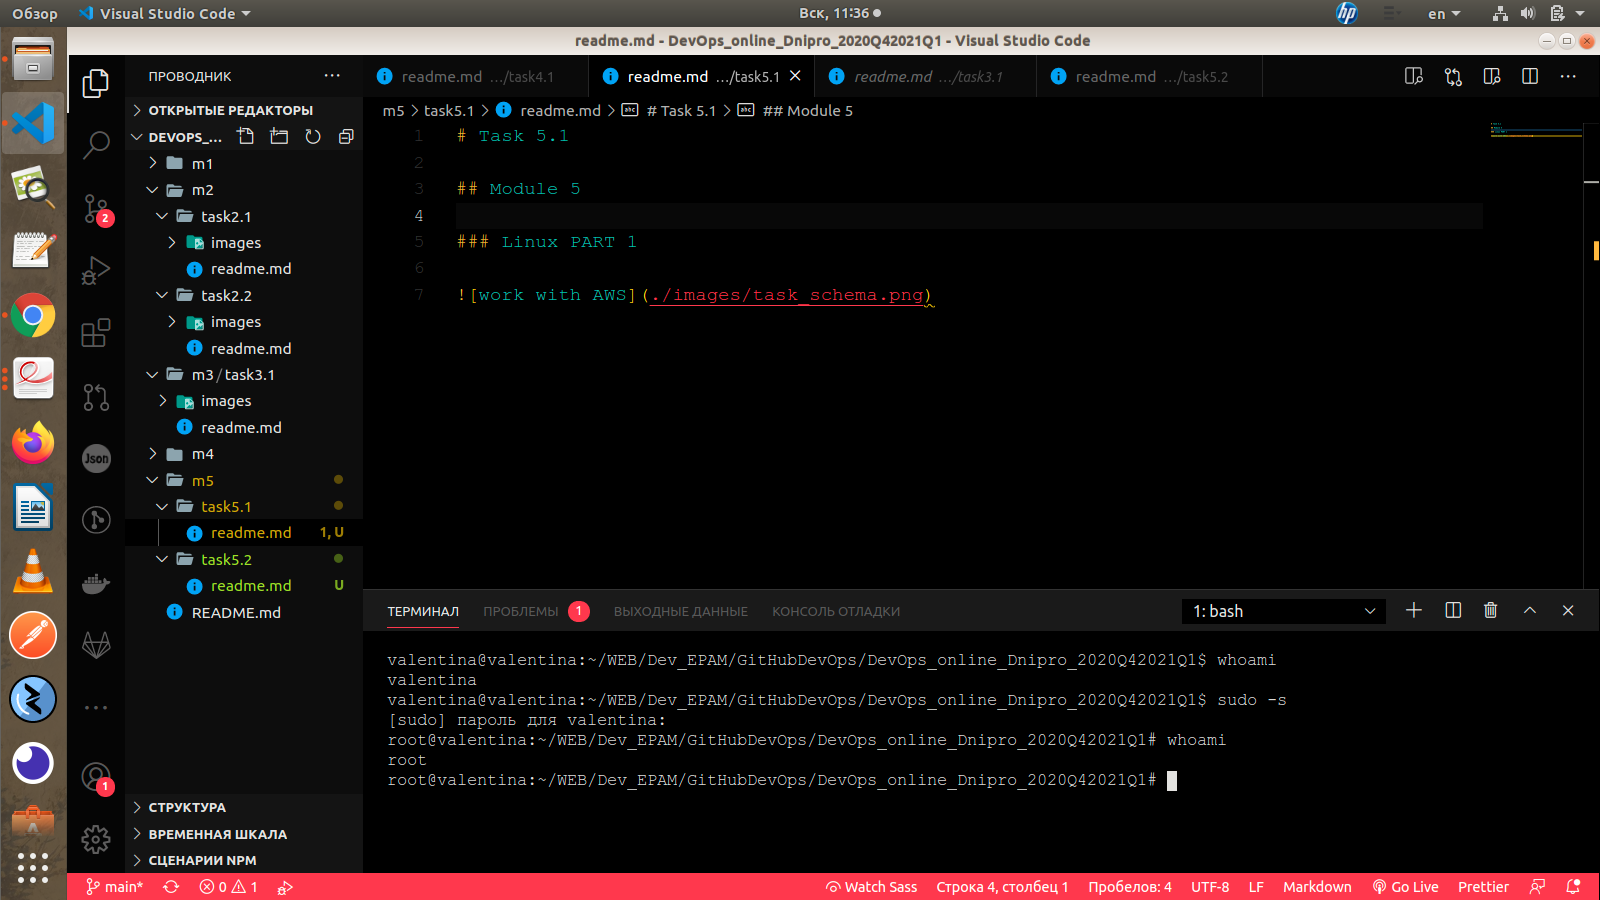 Обзор
Visual Studio Code
Вск, 11:36
hp
en
readme.md - DevOps_online_Dnipro_2020Q42021Q1 - Visual Studio Code
ПРОВОДНИК
readme.md …/task4.1
readme.md …/task5.1
readme.md …/task3.1
readme.md …/task5.2
ОТКРЫТЫЕ РЕДАКТОРЫ
DEVOPS_...
m1
m2
task2.1
images
readme.md
task2.2
images
readme.md
m3 / task3.1
images
readme.md
m4
m5
task5.1
readme.md 1, U
task5.2
readme.md U
README.md
СТРУКТУРА
ВРЕМЕННАЯ ШКАЛА
СЦЕНАРИИ NPM
2
Json
1
m5 > task5.1 > readme.md > abc # Task 5.1 > abc ## Module 5
1 # Task 5.1
2
3 ## Module 5
4
5 ### Linux PART 1
6
7 ![work with AWS](./images/task_schema.png)
ТЕРМИНАЛ ПРОБЛЕМЫ 1 ВЫХОДНЫЕ ДАННЫЕ КОНСОЛЬ ОТЛАДКИ
1: bash
valentina@valentina:~/WEB/Dev_EPAM/GitHubDevOps/DevOps_online_Dnipro_2020Q42021Q1$ whoami
valentina
valentina@valentina:~/WEB/Dev_EPAM/GitHubDevOps/DevOps_online_Dnipro_2020Q42021Q1$ sudo -s
[sudo] пароль для valentina:
root@valentina:~/WEB/Dev_EPAM/GitHubDevOps/DevOps_online_Dnipro_2020Q42021Q1# whoami
root
root@valentina:~/WEB/Dev_EPAM/GitHubDevOps/DevOps_online_Dnipro_2020Q42021Q1#
main* 0 1 Watch Sass Строка 4, столбец 1 Пробелов: 4 UTF-8 LF Markdown Go Live Prettier